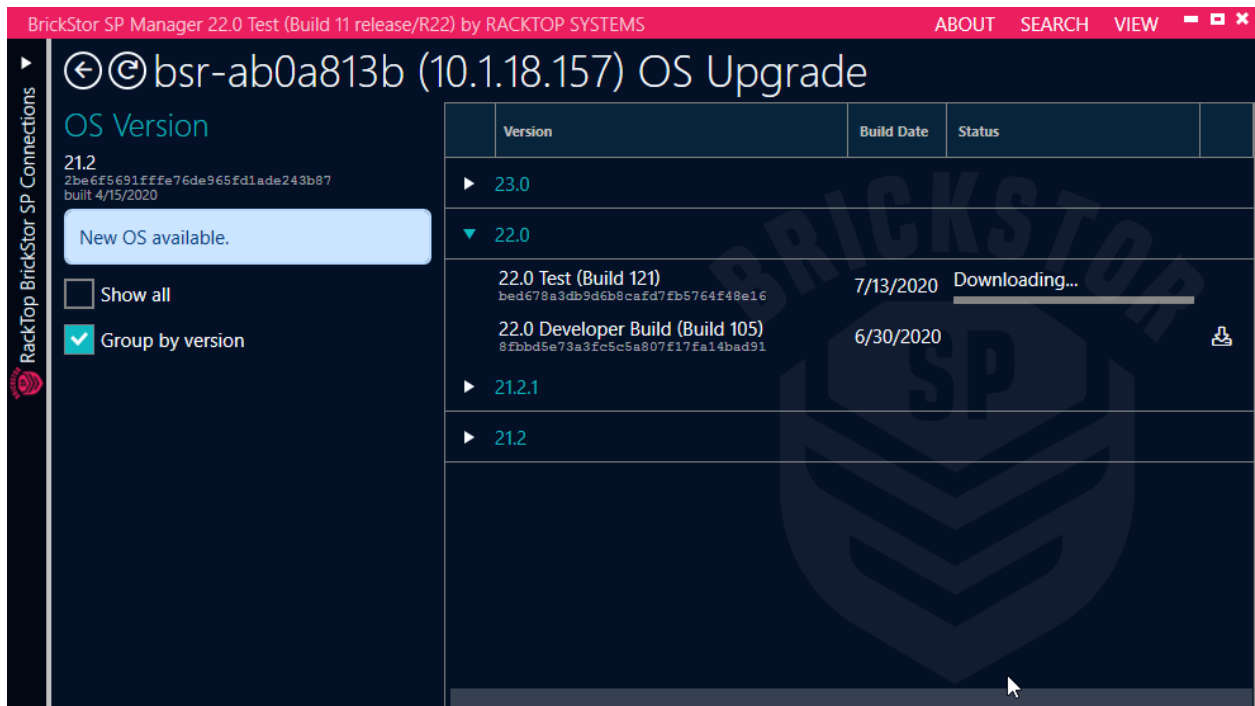 BrickStor SP Manager 22.0 Test (Build 11 release/R22) by RACKTOP SYSTEMS
ABOUT SEARCH VIEW
RackTop BrickStor SP Connections
bsr-ab0a813b (10.1.18.157) OS Upgrade
OS Version
21.2
2be6f5691fffe76de965fd1ade243b87
built 4/15/2020
New OS available.
Show all
Group by version
Version Build Date Status
23.0
22.0
22.0 Test (Build 121) 7/13/2020 Downloading...
bed678a3db9d6b8cafd7fb5764f48e16
22.0 Developer Build (Build 105) 6/30/2020
8fbbd5e73a3fc5c5a807f17fa14bad91
21.2.1
21.2
BRICKSTOR
SP